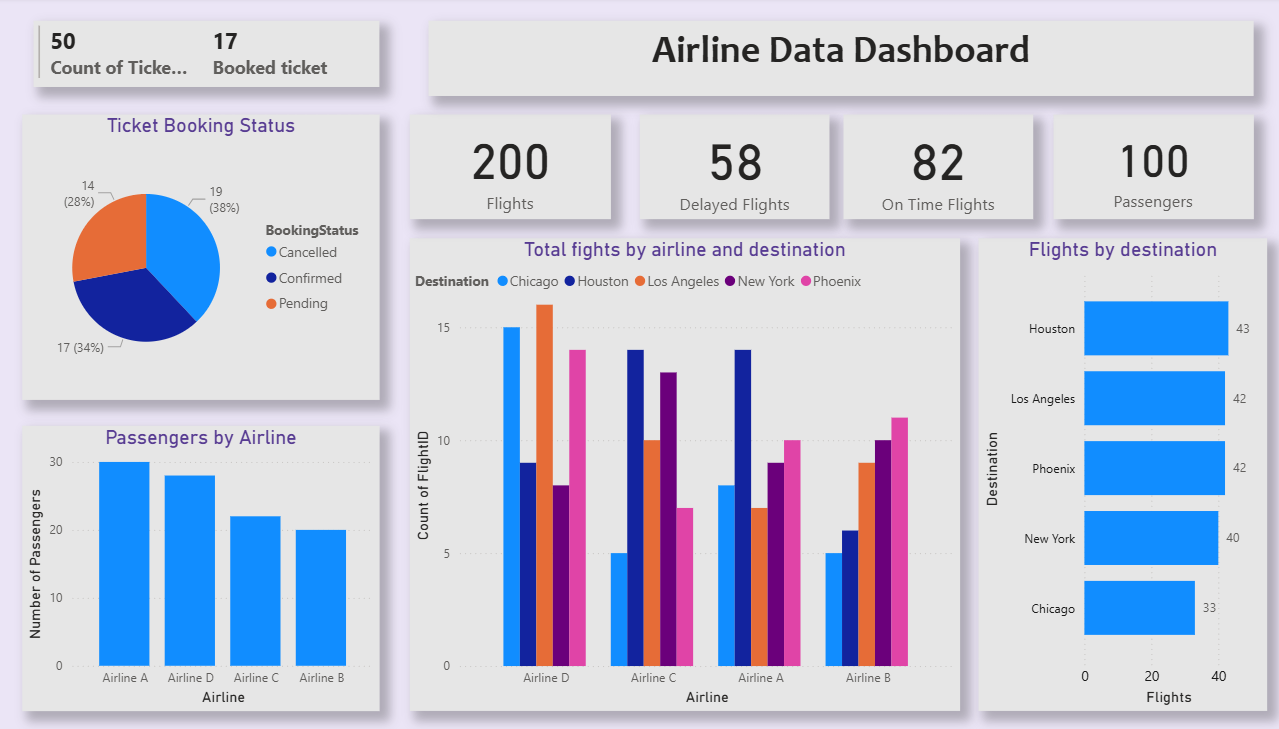 50
Count of Ticke...
17
Booked ticket
Airline Data Dashboard
Ticket Booking Status
14
(28%)
19
(38%)
17 (34%)
BookingStatus
Cancelled
Confirmed
Pending
200
Flights
58
Delayed Flights
82
On Time Flights
100
Passengers
Passengers by Airline
Number of Passengers
30
20
10
0
Airline A
Airline D
Airline C
Airline B
Airline
Total fights by airline and destination
Destination Chicago Houston Los Angeles New York Phoenix
Count of FlightID
15
10
5
0
Airline D
Airline C
Airline A
Airline B
Airline
Flights by destination
Destination
Houston 43
Los Angeles 42
Phoenix 42
New York 40
Chicago 33
0 20 40
Flights